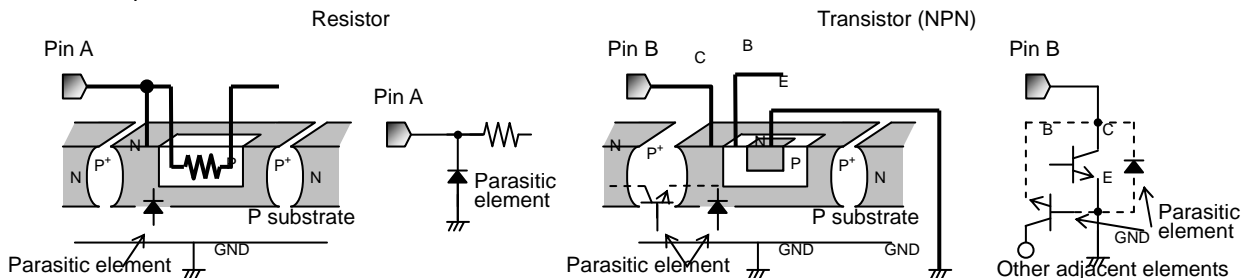 Resistor
Transistor (NPN)
Pin A
Pin B
C
B
E
Pin B
Pin A
N
P
P+
P+
N
N
Parasitic element
P substrate
GND
Parasitic element
N
P
P+
P+
N
N
P substrate
GND
GND
Parasitic element
B
C
E
Parasitic element
GND
Other adjacent elements